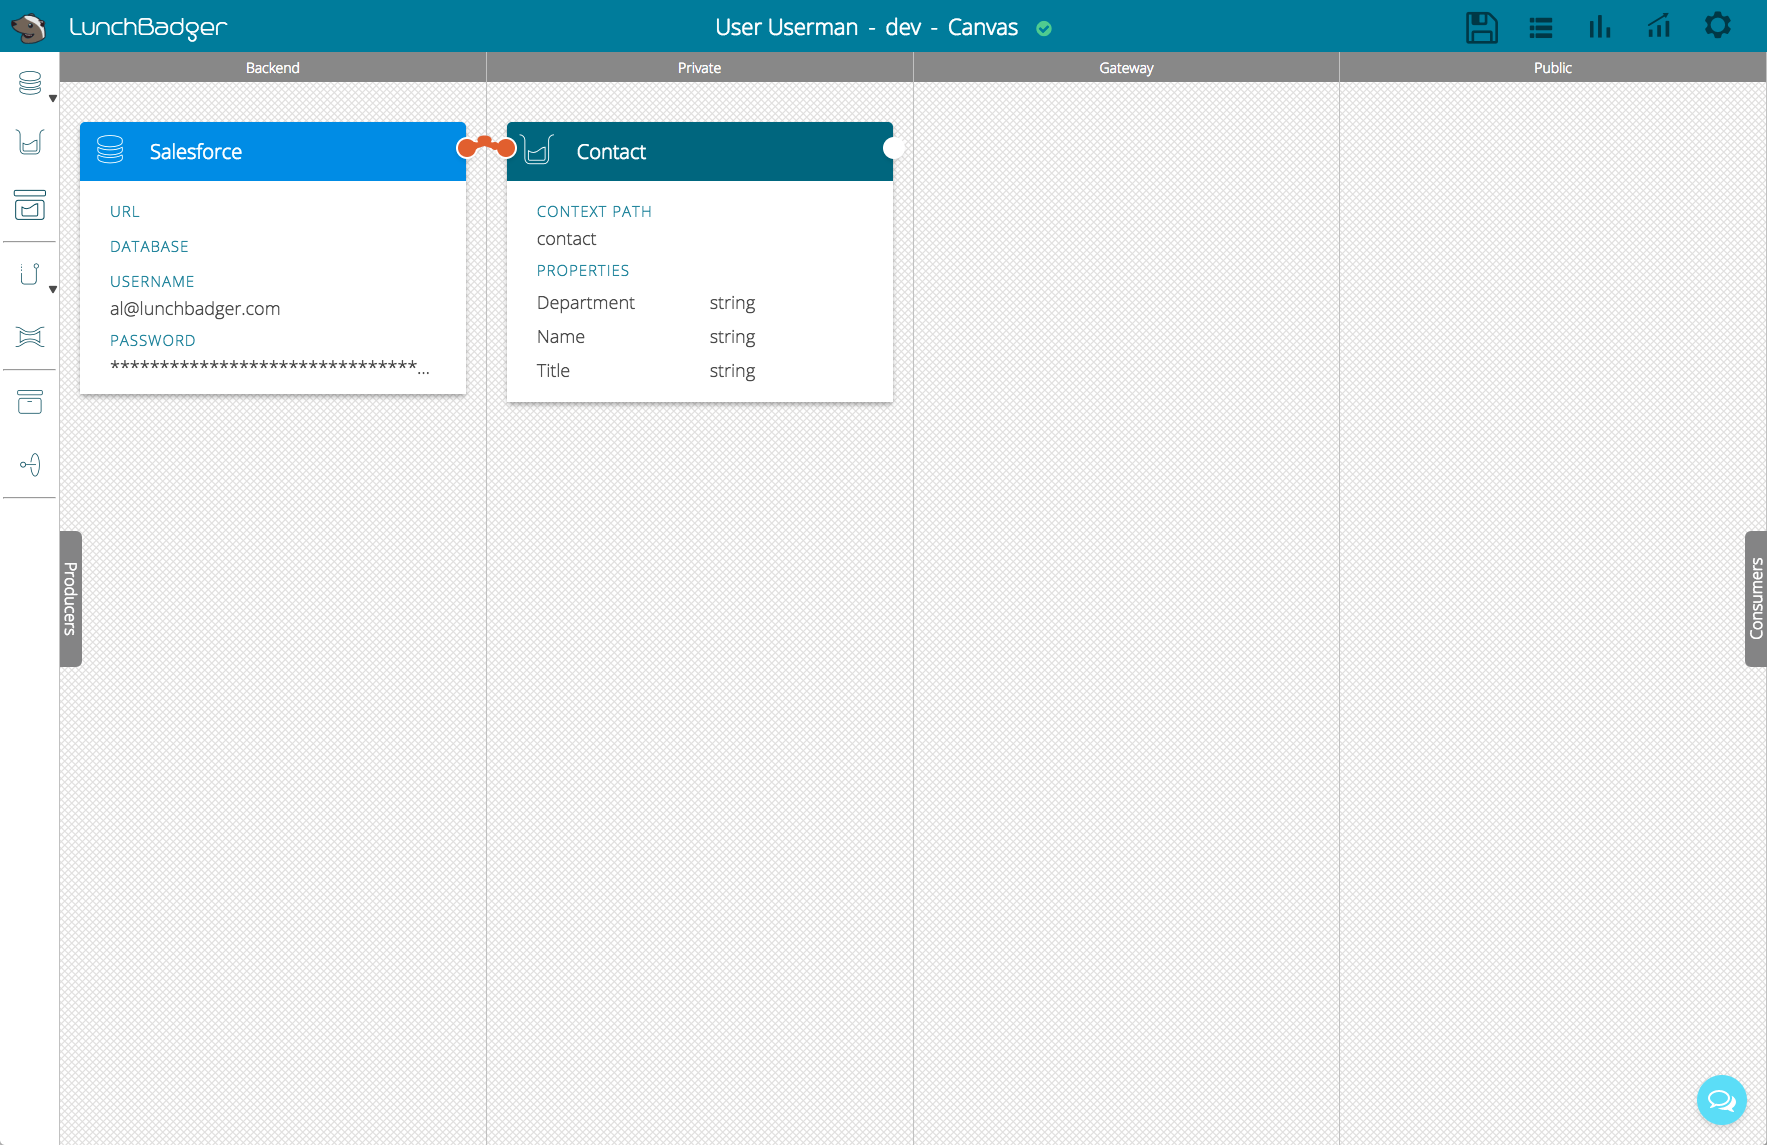 LunchBadger
User Userman - dev - Canvas
Backend
Private
Gateway
Public
Salesforce
URL
DATABASE
USERNAME
al@lunchbadger.com
PASSWORD
*******************************...
Contact
CONTEXT PATH
contact
PROPERTIES
Department string
Name string
Title string
Producers
Consumers